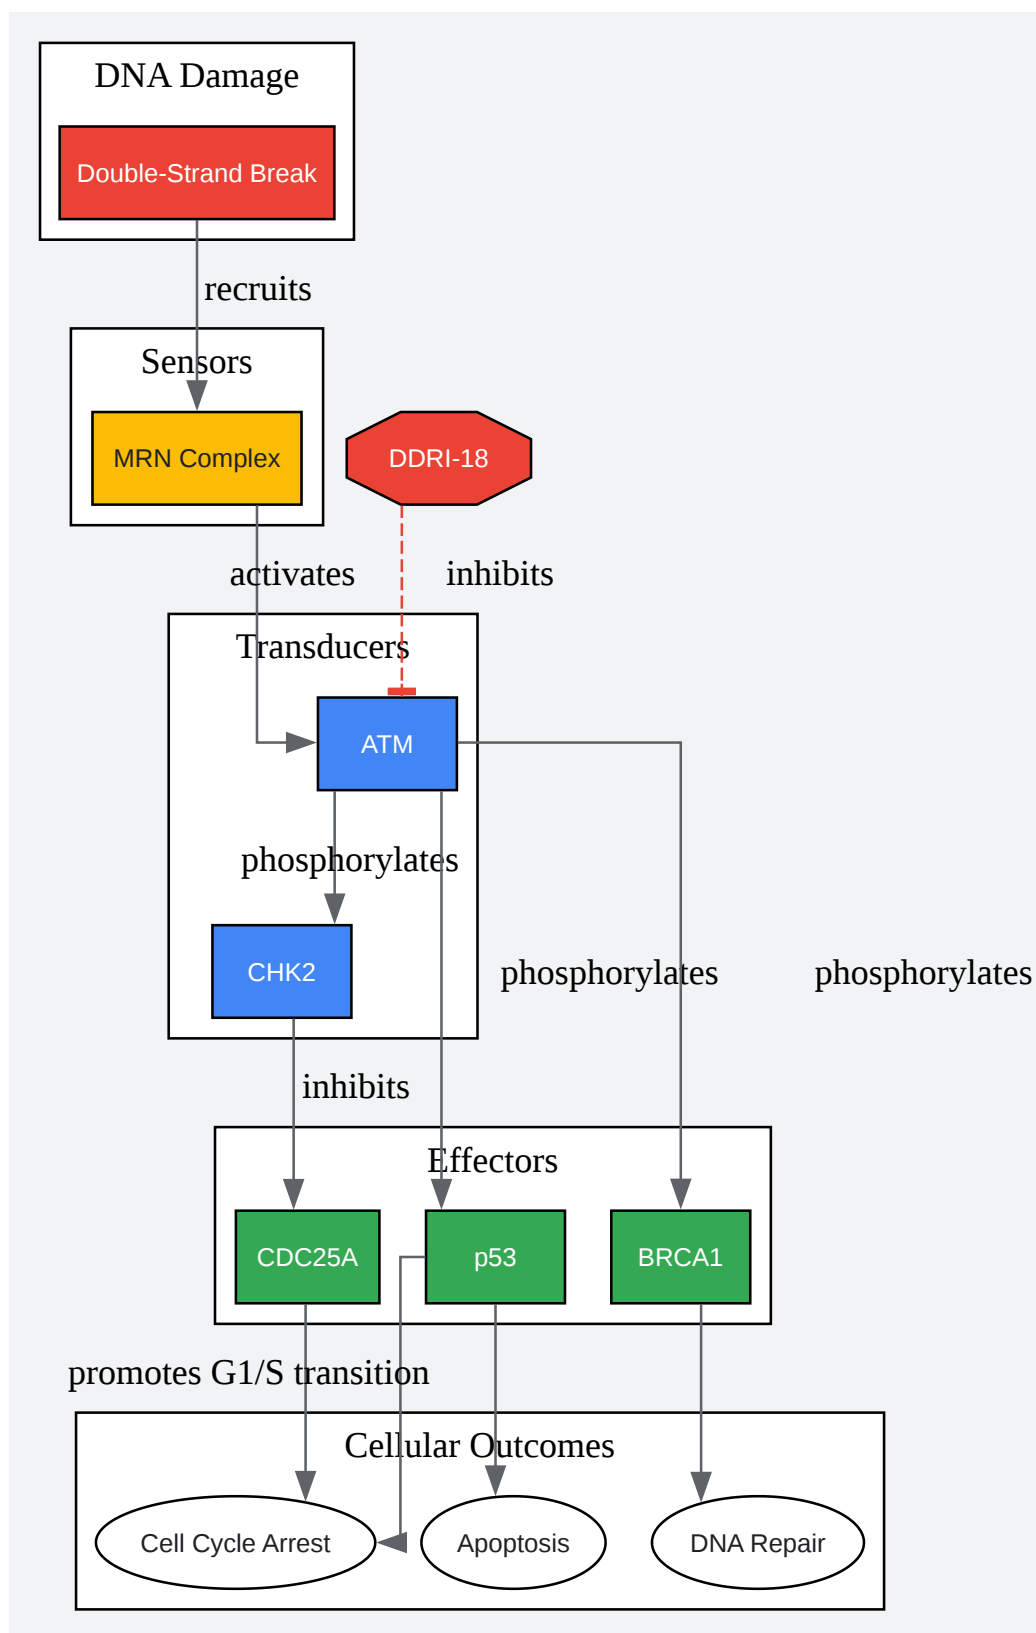 DNA Damage
Double-Strand Break
recruits
Sensors
MRN Complex
DDRI-18
activates
inhibits
Transducers
ATM
phosphorylates
CHK2
phosphorylates
phosphorylates
inhibits
Effectors
CDC25A
p53
BRCA1
promotes G1/S transition
Cellular Outcomes
Cell Cycle Arrest
Apoptosis
DNA Repair